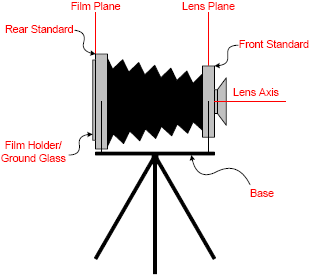 Film Plane
Lens Plane
Rear Standard
Front Standard
Lens Axis
Film Holder/
Ground Glass
Base